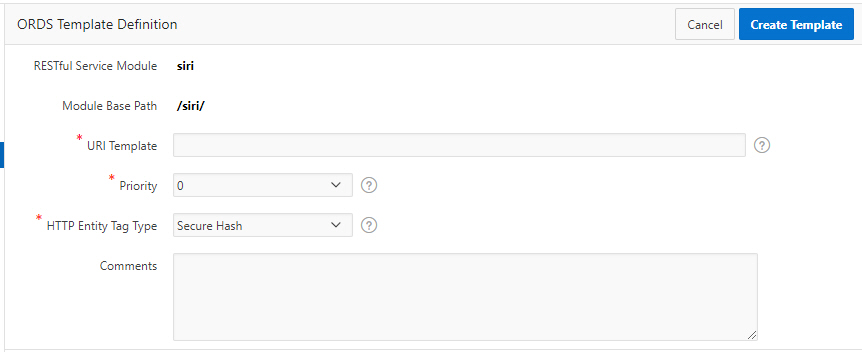 ORDS Template Definition
Cancel
Create Template
RESTful Service Module siri
Module Base Path /siri/
* URI Template ?
* Priority 0 ?
* HTTP Entity Tag Type Secure Hash ?
Comments